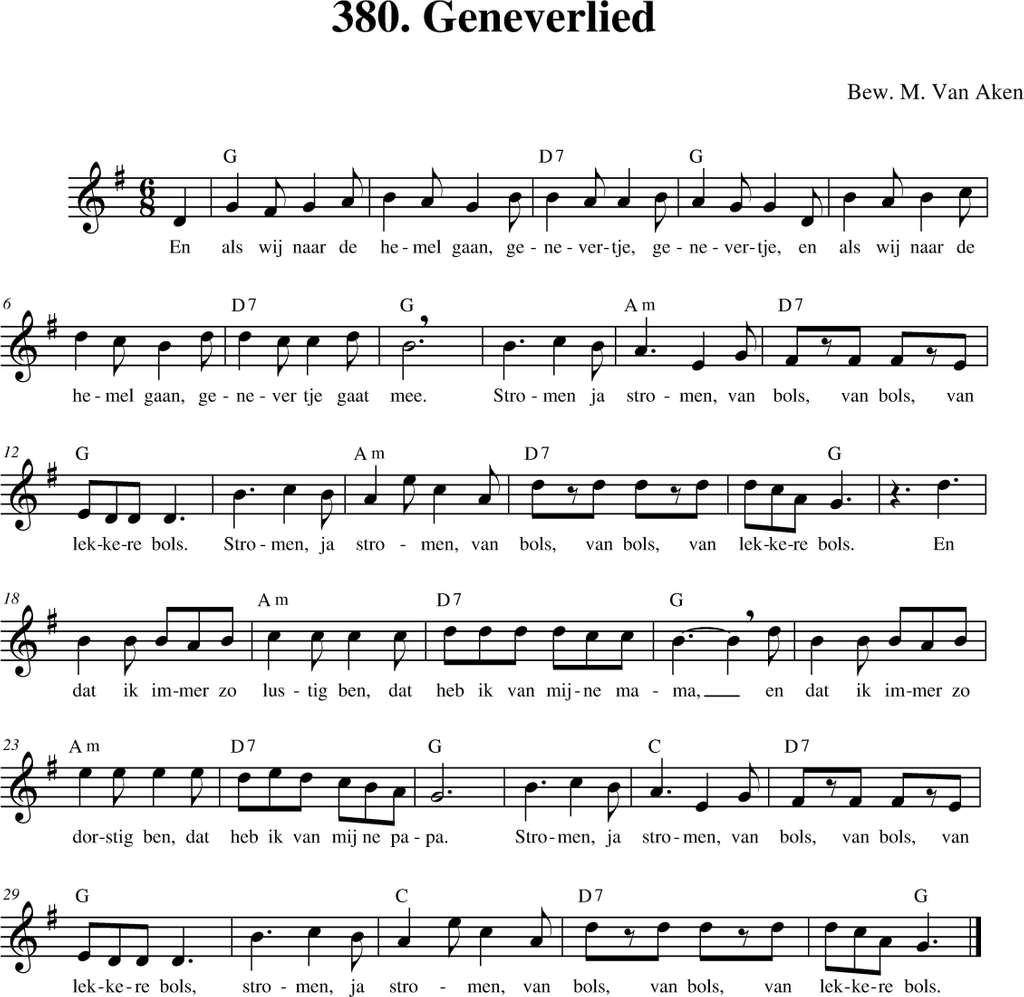 380. Geneverlied
Bew. M. Van Aken
G D7 G
6 8
En als wij naar de he - mel gaan, ge - ne - ver-tje, ge - ne - ver-tje, en als wij naar de
6 D7 G Am D7
he - mel gaan, ge - ne - ver tje gaat mee. Stro - men ja stro - men, van bols, van bols, van
12 G Am D7 G
lek-ke-re bols. Stro - men, ja stro - men, van bols, van bols, van lek-ke-re bols. En
18 Am D7 G
dat ik im-mer zo lus - tig ben, dat heb ik van mij-ne ma - ma, en dat ik im-mer zo
23 Am D7 G C D7
dor-stig ben, dat heb ik van mij ne pa - pa. Stro-men, ja stro-men, van bols, van bols, van
29 G C D7 G
lek-ke-re bols, stro - men, ja stro - men, van bols, van bols, van lek-ke-re bols.